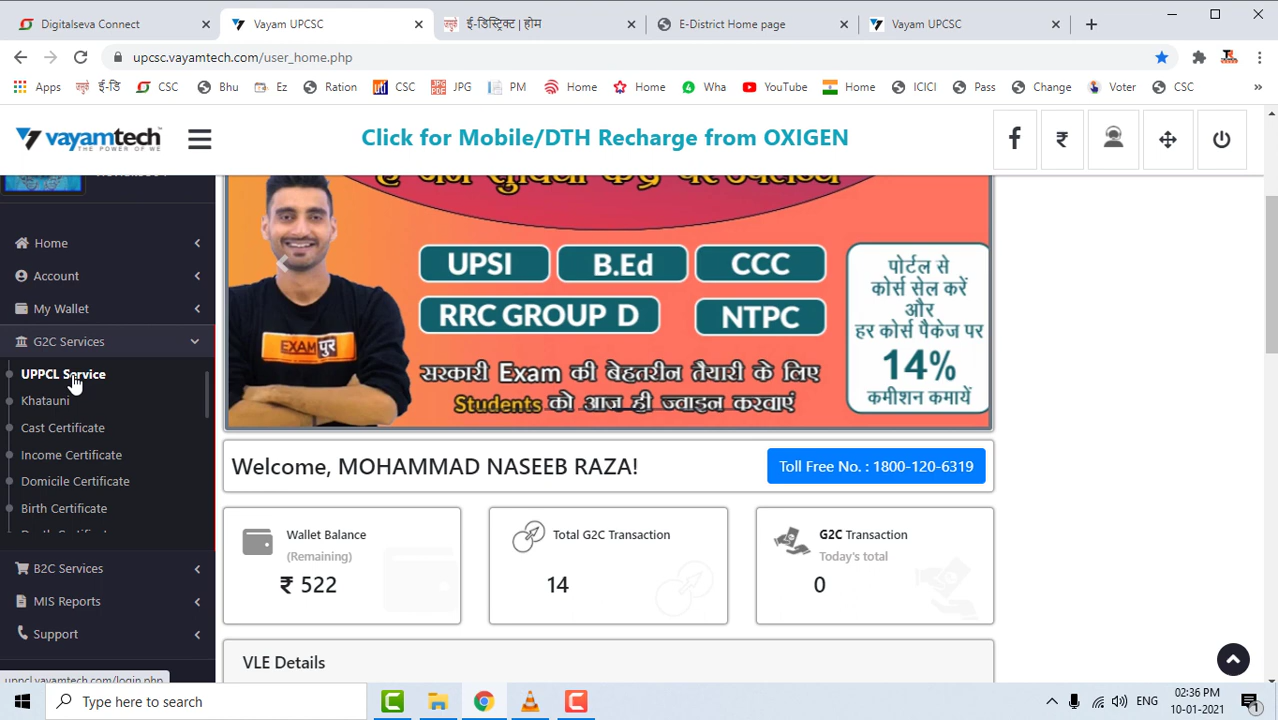 Digitalseva Connect
Vayam UPCSC
ई-डिस्ट्रिक्ट | होम
E-District Home page
Vayam UPCSC
upcsc.vayamtech.com/user_home.php
Apps
ई-डि
CSC
Bhu
Ez
Ration
CSC
JPG
PM
Home
Home
Wha
YouTube
Home
ICICI
Pass
Change
Voter
CSC
vayamtech
THE POWER OF WE
Click for Mobile/DTH Recharge from OXIGEN
Home
Account
My Wallet
G2C Services
UPPCL Service
Khatauni
Cast Certificate
Income Certificate
Domicile Certificate
Birth Certificate
B2C Services
MIS Reports
Support
uppcl.vayamtech.com/login.php
UPSI
B.Ed
CCC
RRC GROUP D
NTPC
EXAM पुर
सरकारी Exam की बेहतरीन तैयारी के लिए
Students को आज ही ज्वाइन करवाएं
पोर्टल से
कोर्स सेल करें
और
हर कोर्स पैकेज पर
14%
कमीशन कमायें
Welcome, MOHAMMAD NASEEB RAZA!
Toll Free No. : 1800-120-6319
Wallet Balance
(Remaining)
₹ 522
Total G2C Transaction
14
G2C Transaction
Today's total
0
VLE Details
Type here to search
ENG
02:36 PM
10-01-2021